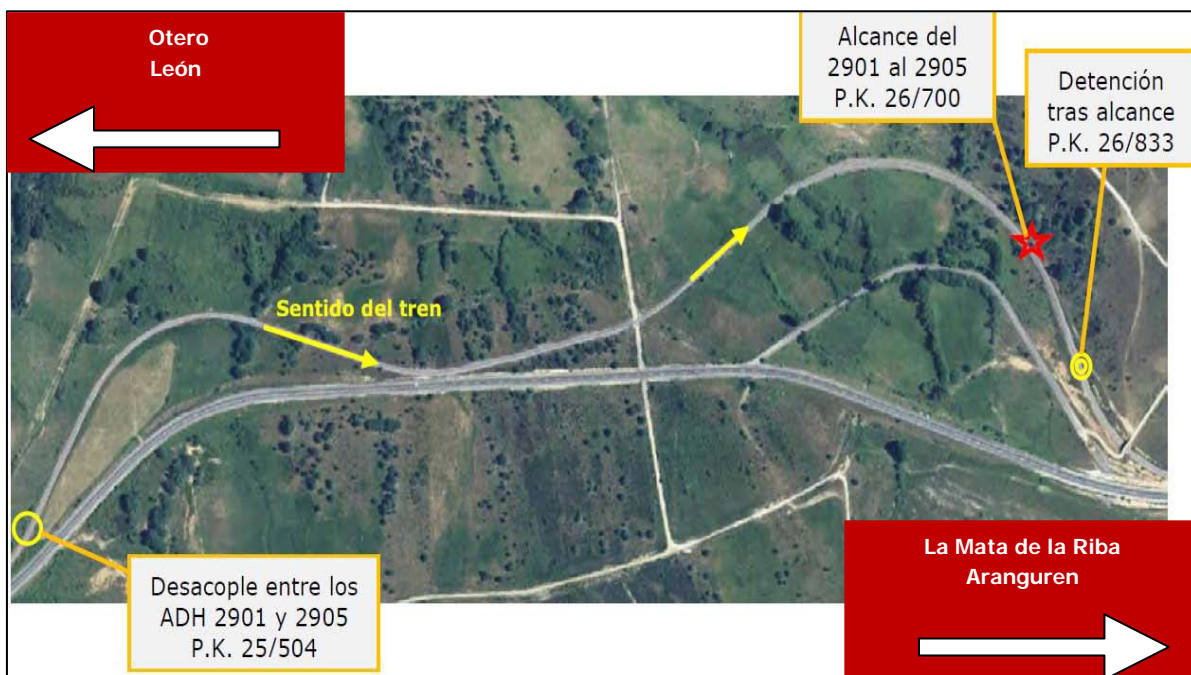 Otero
León
Alcance del
2901 al 2905
P.K. 26/700
Detención
tras alcance
P.K. 26/833
Sentido del tren
Desacople entre los
ADH 2901 y 2905
P.K. 25/504
La Mata de la Riba
Aranguren